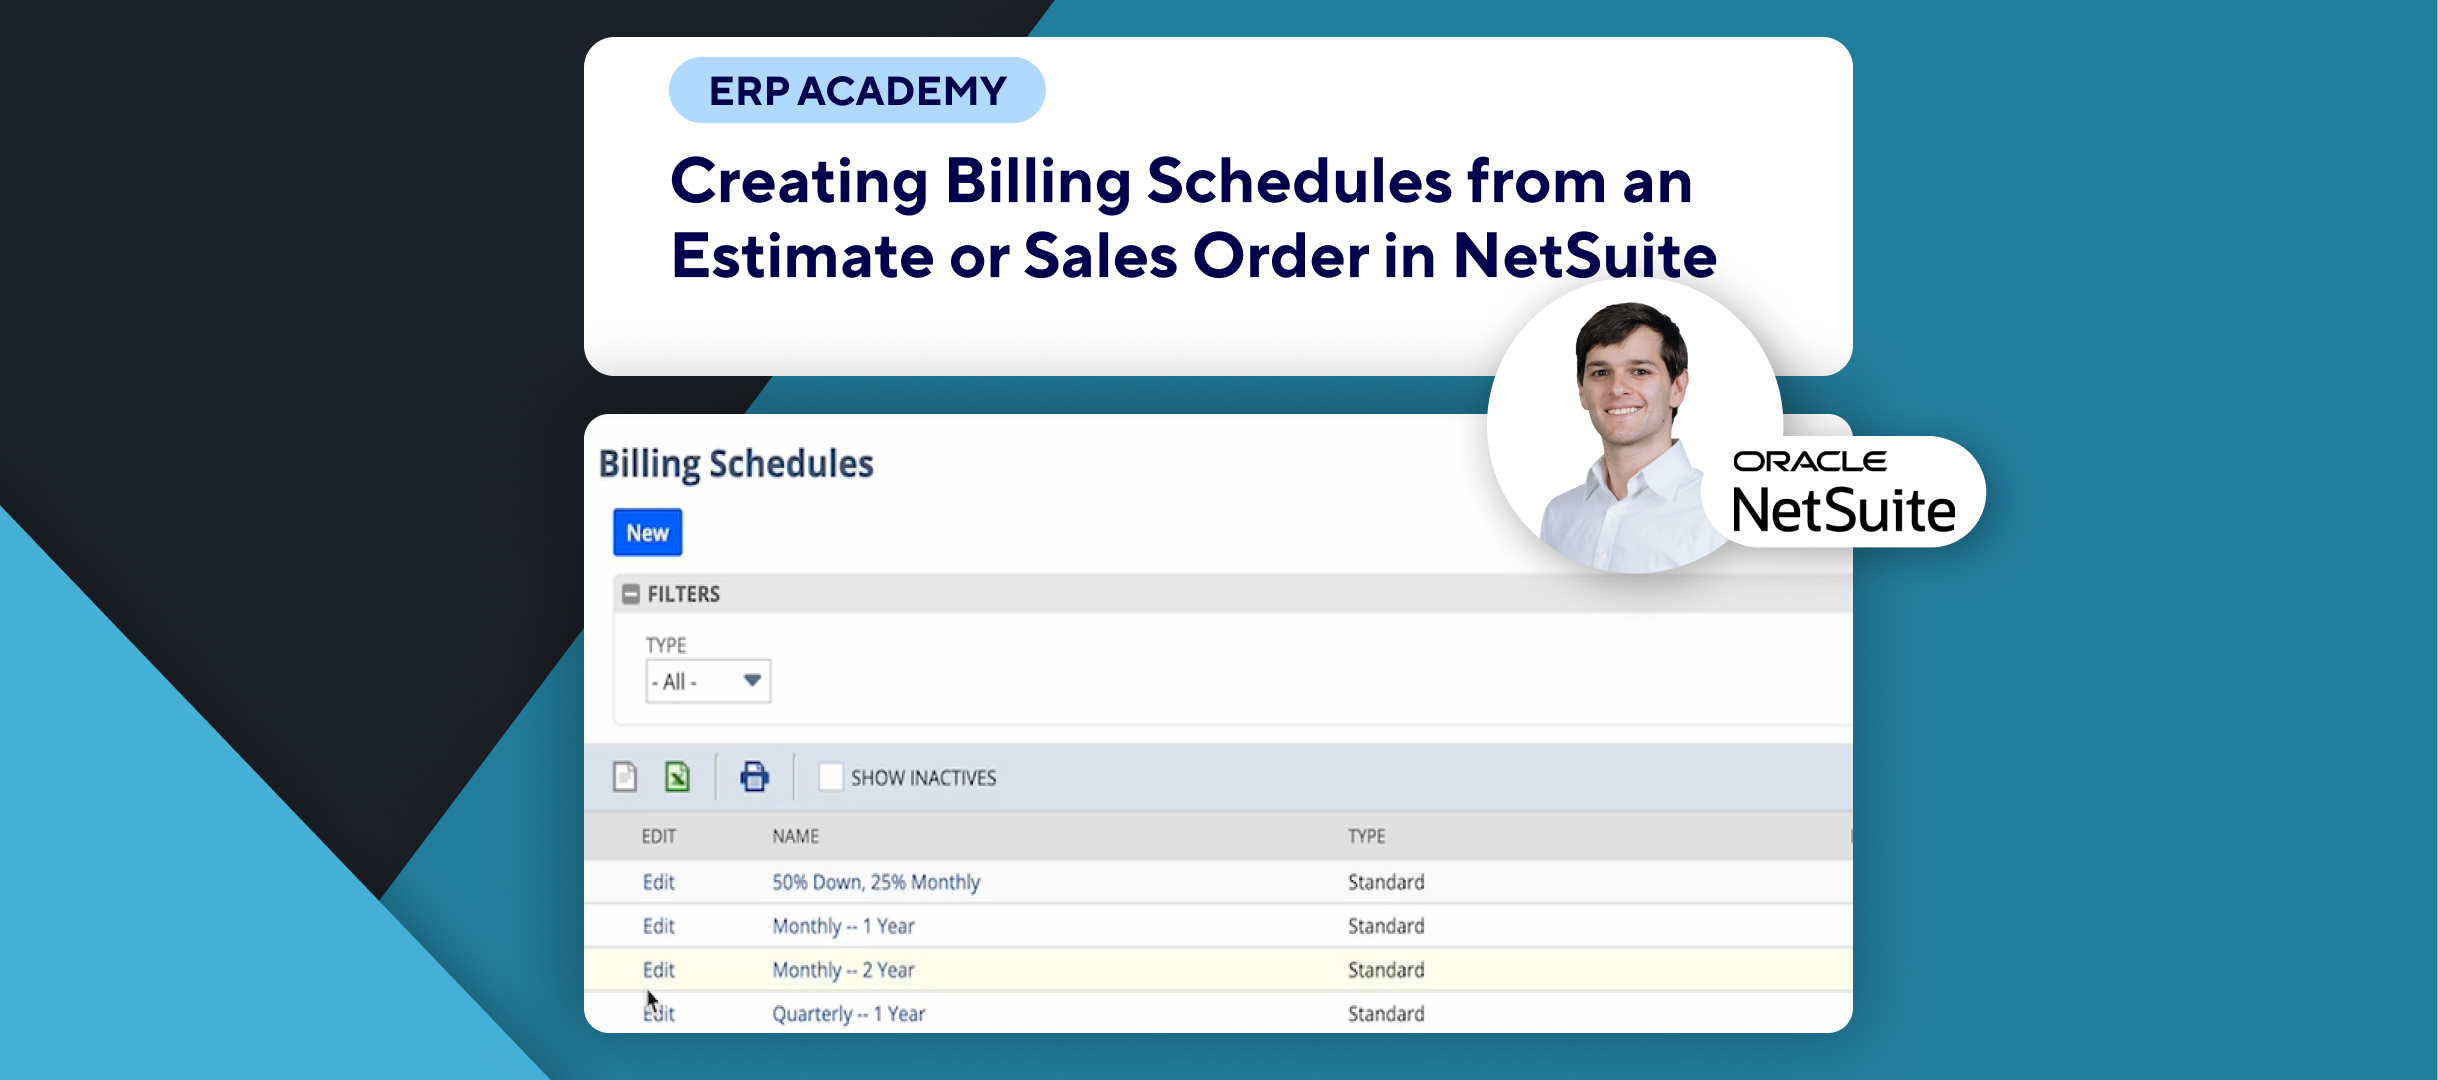 ERP ACADEMY
Creating Billing Schedules from an
Estimate or Sales Order in NetSuite
ORACLE
NetSuite
Billing Schedules
New
FILTERS
TYPE
- All -
SHOW INACTIVES
EDIT NAME TYPE
Edit 50% Down, 25% Monthly Standard
Edit Monthly -- 1 Year Standard
Edit Monthly -- 2 Year Standard
Edit Quarterly -- 1 Year Standard